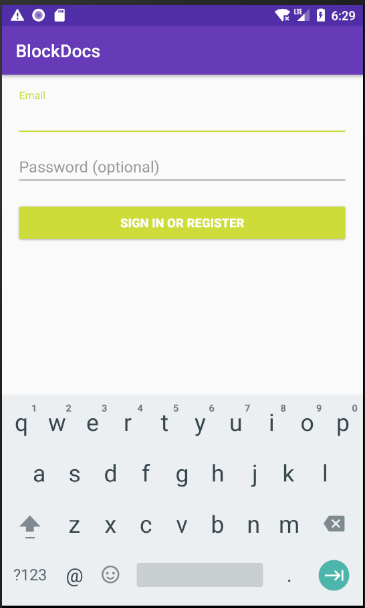 LTE 6:29
BlockDocs
Email
Password (optional)
SIGN IN OR REGISTER
1 2 3 4 5 6 7 8 9 0
q w e r t y u i o p
a s d f g h j k l
z x c v b n m
?123 @ .